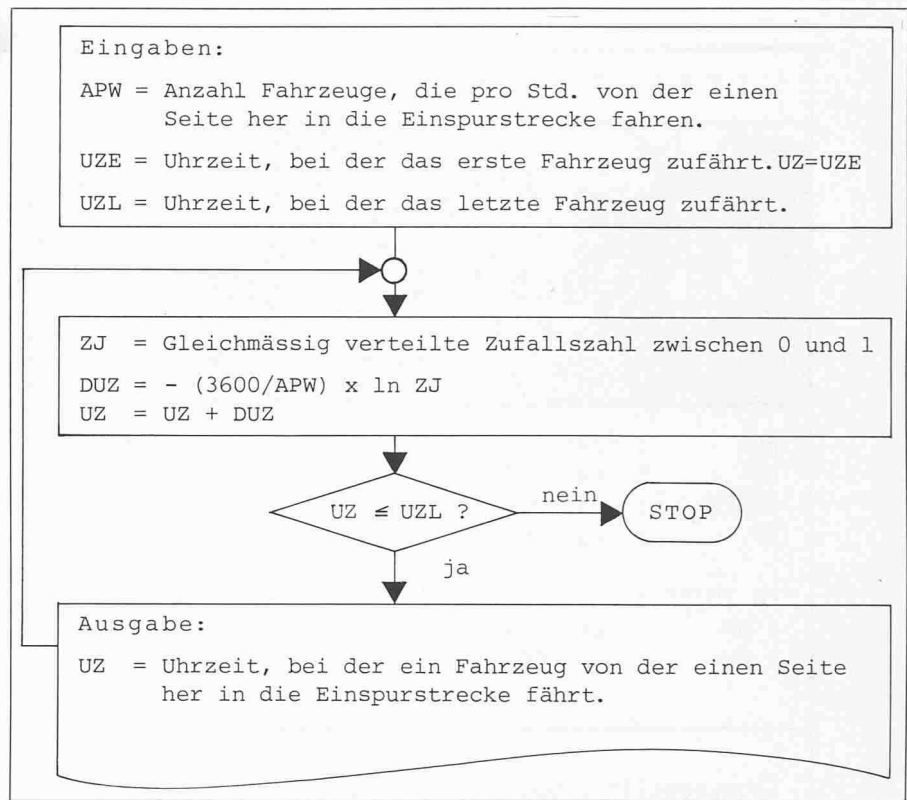 Eingaben:
APW = Anzahl Fahrzeuge, die pro Std. von der einen
Seite her in die Einspurstrecke fahren.
UZE = Uhrzeit, bei der das erste Fahrzeug zufährt. UZ=UZE
UZL = Uhrzeit, bei der das letzte Fahrzeug zufährt.
ZJ = Gleichmässig verteilte Zufallszahl zwischen 0 und 1
DUZ = - (3600/APW) x ln ZJ
UZ = UZ + DUZ
UZ ≦ UZL ?
nein
STOP
ja
Ausgabe:
UZ = Uhrzeit, bei der ein Fahrzeug von der einen Seite
her in die Einspurstrecke fährt.